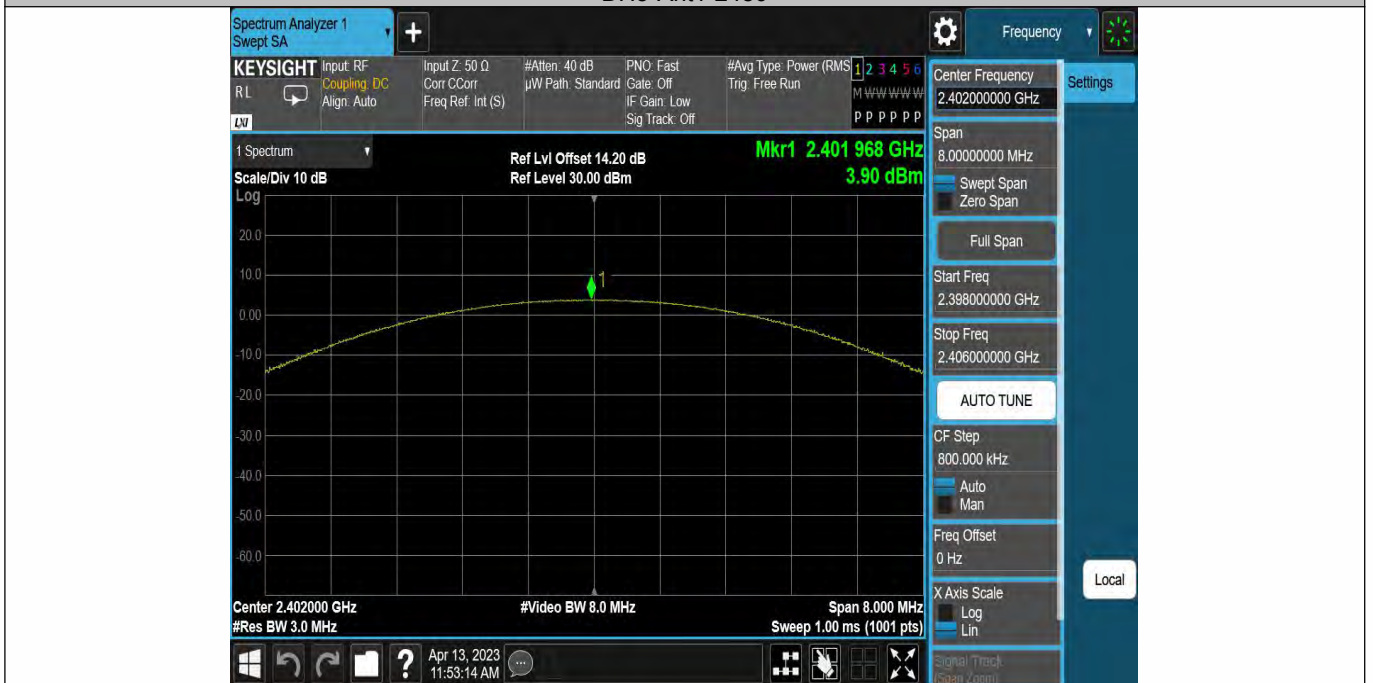 Spectrum Analyzer 1
Swept SA
Frequency
KEYSIGHT
RL
LXI
Input: RF
Coupling: DC
Align: Auto
Input Z: 50 Ω
Corr CCorr
Freq Ref: Int (S)
#Atten: 40 dB
µW Path: Standard
PNO: Fast
Gate: Off
IF Gain: Low
Sig Track: Off
#Avg Type: Power (RMS
Trig: Free Run
1 2 3 4 5 6
M W W W W W
P P P P P P
1 Spectrum
Scale/Div 10 dB
Log
Ref Lvl Offset 14.20 dB
Ref Level 30.00 dBm
Mkr1 2.401 968 GHz
3.90 dBm
20.0
10.0
1
0.00
-10.0
-20.0
-30.0
-40.0
-50.0
-60.0
Center 2.402000 GHz
#Res BW 3.0 MHz
#Video BW 8.0 MHz
Span 8.000 MHz
Sweep 1.00 ms (1001 pts)
?
Apr 13, 2023
11:53:14 AM
Center Frequency
2.402000000 GHz
Settings
Span
8.00000000 MHz
Swept Span
Zero Span
Full Span
Start Freq
2.398000000 GHz
Stop Freq
2.406000000 GHz
AUTO TUNE
CF Step
800.000 kHz
Auto
Man
Freq Offset
0 Hz
X Axis Scale
Log
Lin
Local
Signal Track
(Span Zoom)